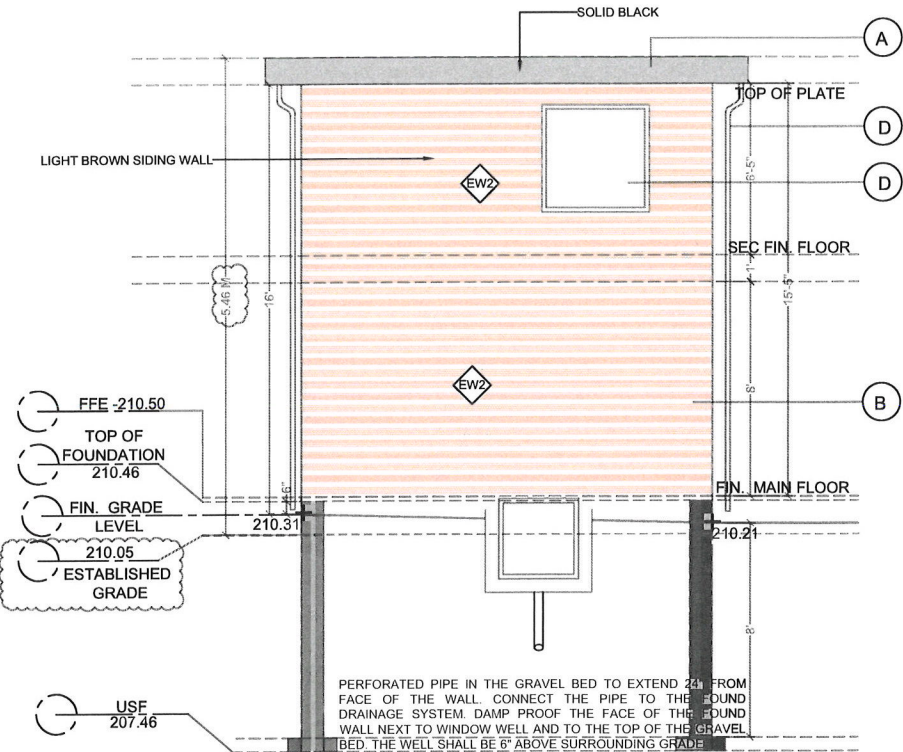 SOLID BLACK
A
TOP OF PLATE
D
LIGHT BROWN SIDING WALL
EW2
6'-5"
D
SEC FIN. FLOOR
1'
5.46 M
16'
15'-5"
EW2
8'
B
FFE -210.50
TOP OF
FOUNDATION
210.46
6"
FIN. MAIN FLOOR
FIN. GRADE
LEVEL
210.31
210.21
210.05
ESTABLISHED
GRADE
8'
PERFORATED PIPE IN THE GRAVEL BED TO EXTEND 24" FROM
FACE OF THE WALL. CONNECT THE PIPE TO THE FOUND
DRAINAGE SYSTEM. DAMP PROOF THE FACE OF THE FOUND
WALL NEXT TO WINDOW WELL AND TO THE TOP OF THE GRAVEL
BED. THE WELL SHALL BE 6" ABOVE SURROUNDING GRADE
USF
207.46